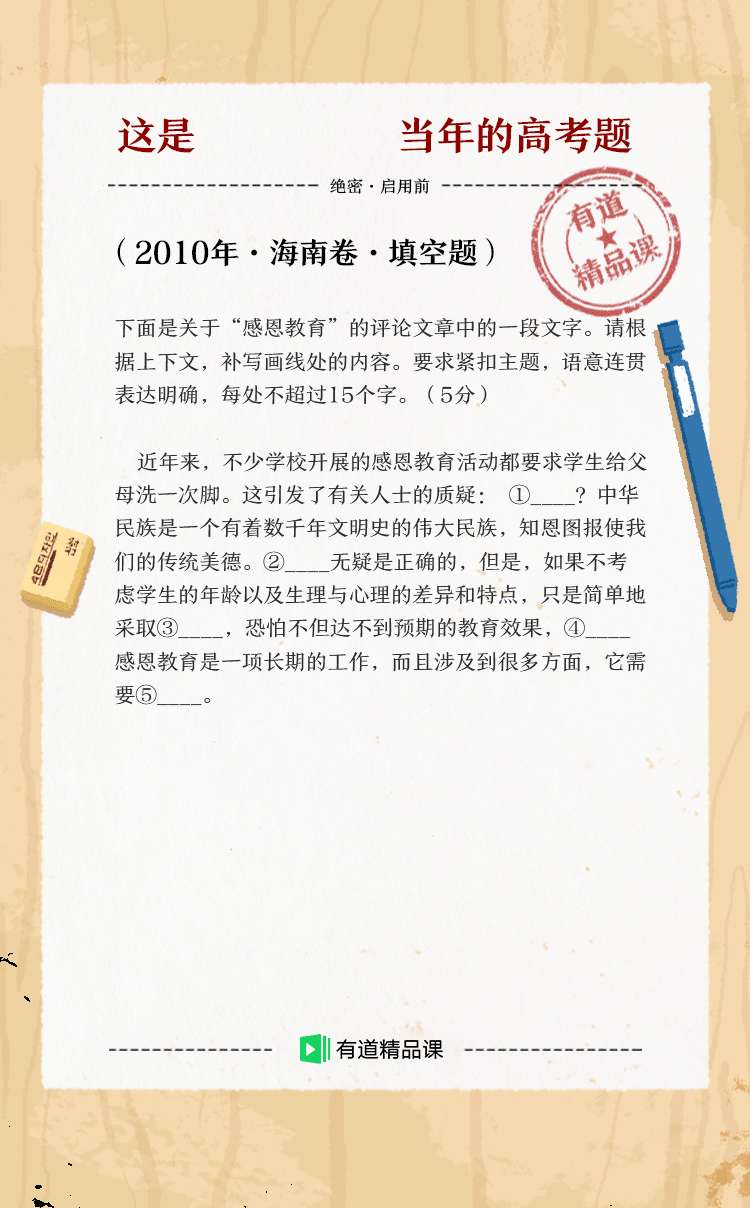 这是 当年的高考题
绝密·启用前
有道
精品课
（2010年·海南卷·填空题）
下面是关于“感恩教育”的评论文章中的一段文字。请根
据上下文，补写画线处的内容。要求紧扣主题，语意连贯
表达明确，每处不超过15个字。（5分）
近年来，不少学校开展的感恩教育活动都要求学生给父
母洗一次脚。这引发了有关人士的质疑： ①____？中华
民族是一个有着数千年文明史的伟大民族，知恩图报使我
们的传统美德。②____无疑是正确的，但是，如果不考
虑学生的年龄以及生理与心理的差异和特点，只是简单地
采取③____，恐怕不但达不到预期的教育效果，④____
感恩教育是一项长期的工作，而且涉及到很多方面，它需
要⑤____。
有道精品课